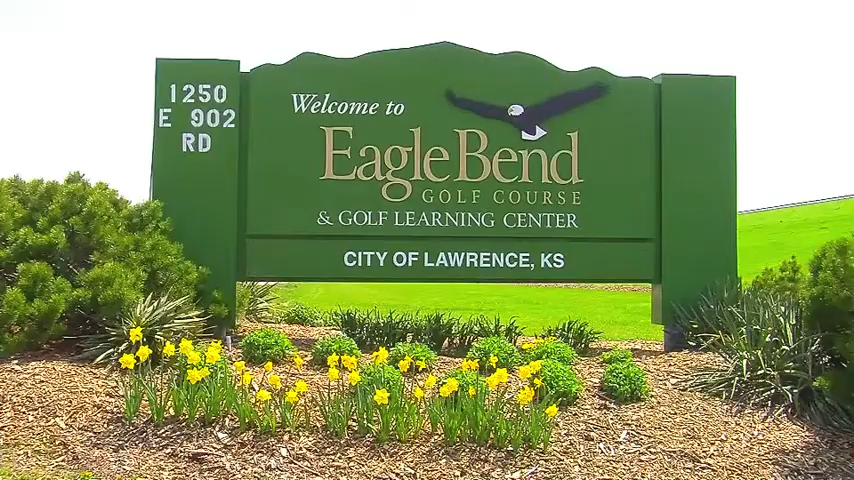 1250
E 902
RD
Welcome to
EagleBend
GOLF COURSE
& GOLF LEARNING CENTER
CITY OF LAWRENCE, KS